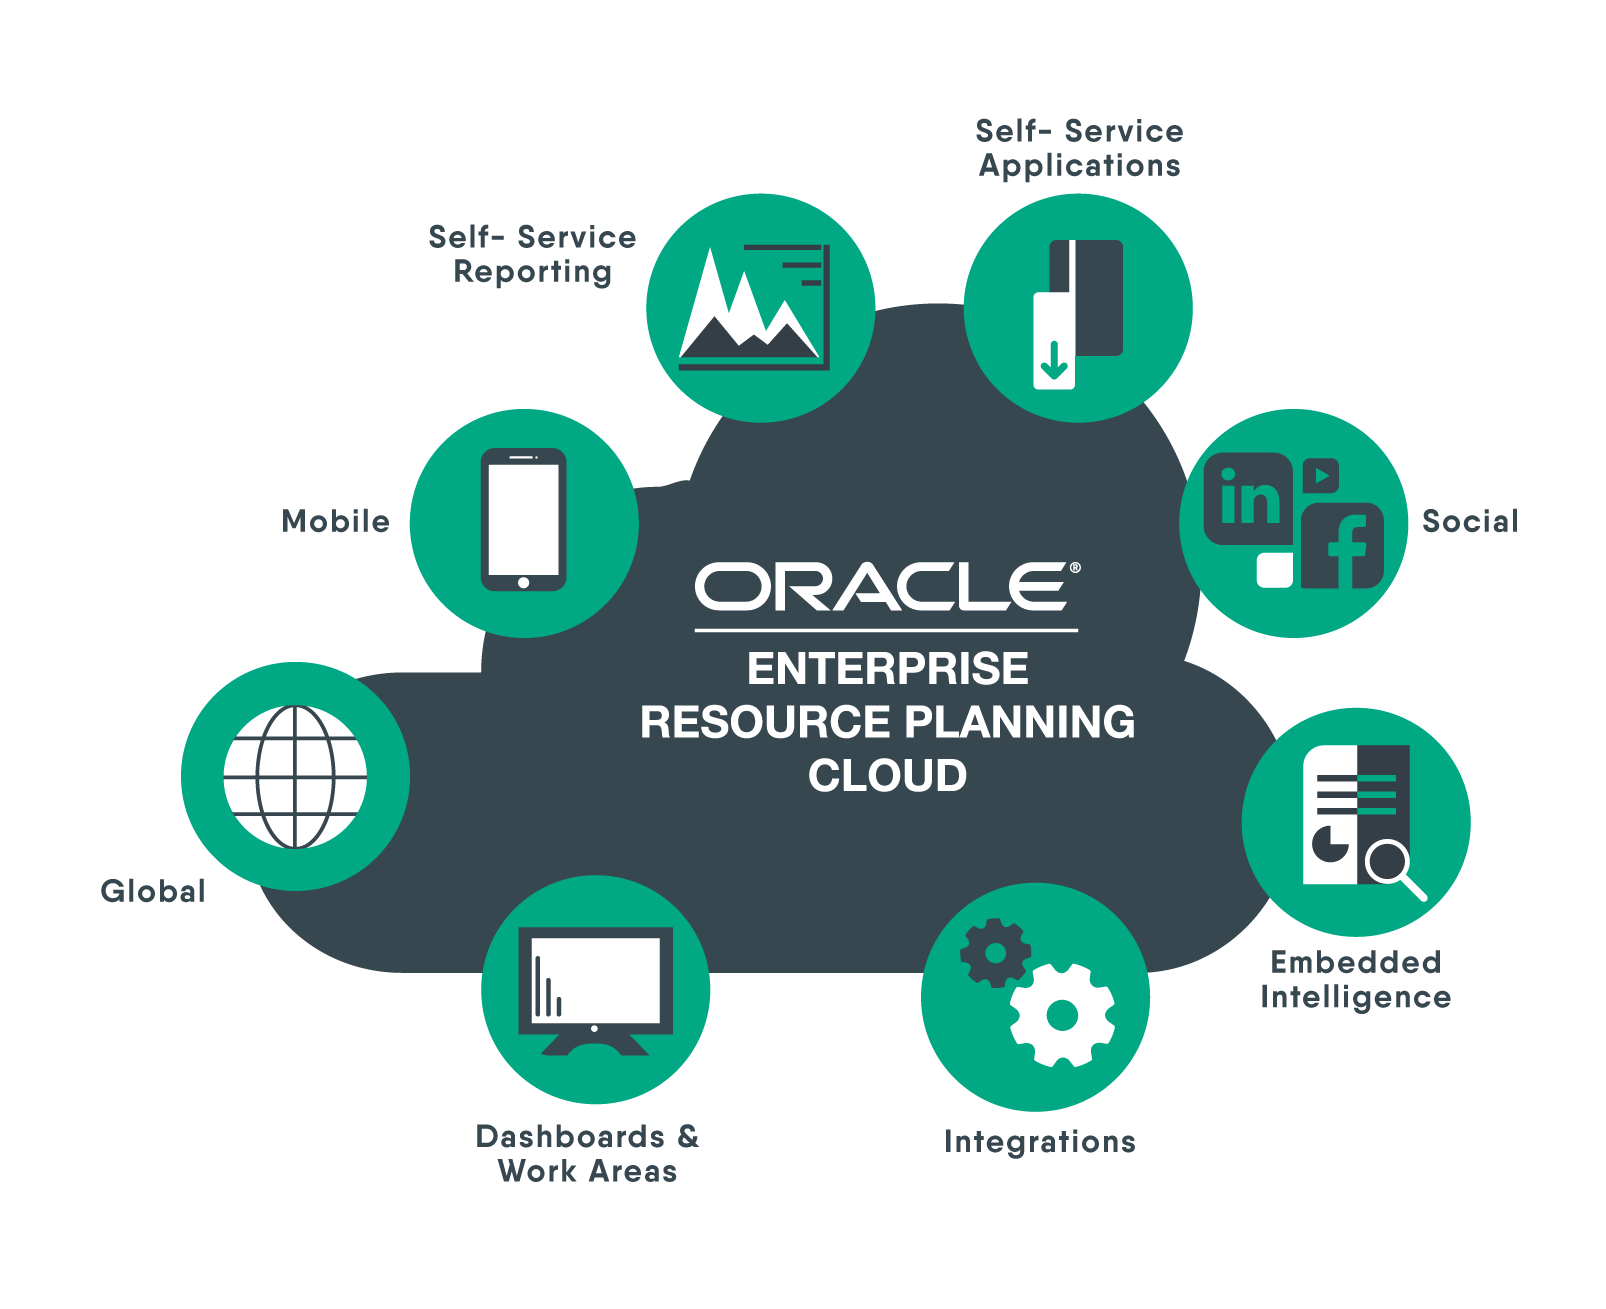 Self- Service
Applications
Self- Service
Reporting
Mobile
in
f
Social
ORACLE®
ENTERPRISE
RESOURCE PLANNING
CLOUD
Global
Embedded
Intelligence
Dashboards &
Work Areas
Integrations